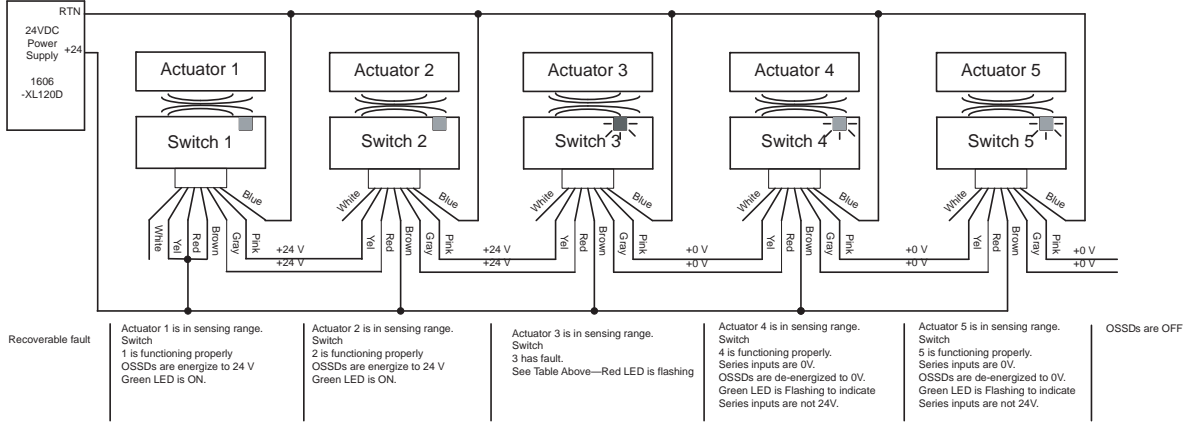 RTN
24VDC
Power
Supply
+24
1606
-XL120D
Actuator 1
Actuator 2
Actuator 3
Actuator 4
Actuator 5
Switch 1
Switch 2
Switch 3
Switch 4
Switch 5
White
Yel
Red
Brown
Gray
Pink
Blue
White
Yel
Red
Brown
Gray
Pink
Blue
White
Yel
Red
Brown
Gray
Pink
Blue
White
Yel
Red
Brown
Gray
Pink
Blue
White
Yel
Red
Brown
Gray
Pink
Blue
+24 V
+24 V
+24 V
+24 V
+0 V
+0 V
+0 V
+0 V
+0 V
+0 V
Recoverable fault
Actuator 1 is in sensing range.
Switch
1 is functioning properly
OSSDs are energize to 24 V
Green LED is ON.
Actuator 2 is in sensing range.
Switch
2 is functioning properly
OSSDs are energize to 24 V
Green LED is ON.
Actuator 3 is in sensing range.
Switch
3 has fault.
See Table Above—Red LED is flashing
Actuator 4 is in sensing range.
Switch
4 is functioning properly.
Series inputs are 0V.
OSSDs are de-energized to 0V.
Green LED is Flashing to indicate
Series inputs are not 24V.
Actuator 5 is in sensing range.
Switch
5 is functioning properly.
Series inputs are 0V.
OSSDs are de-energized to 0V.
Green LED is Flashing to indicate
Series inputs are not 24V.
OSSDs are OFF